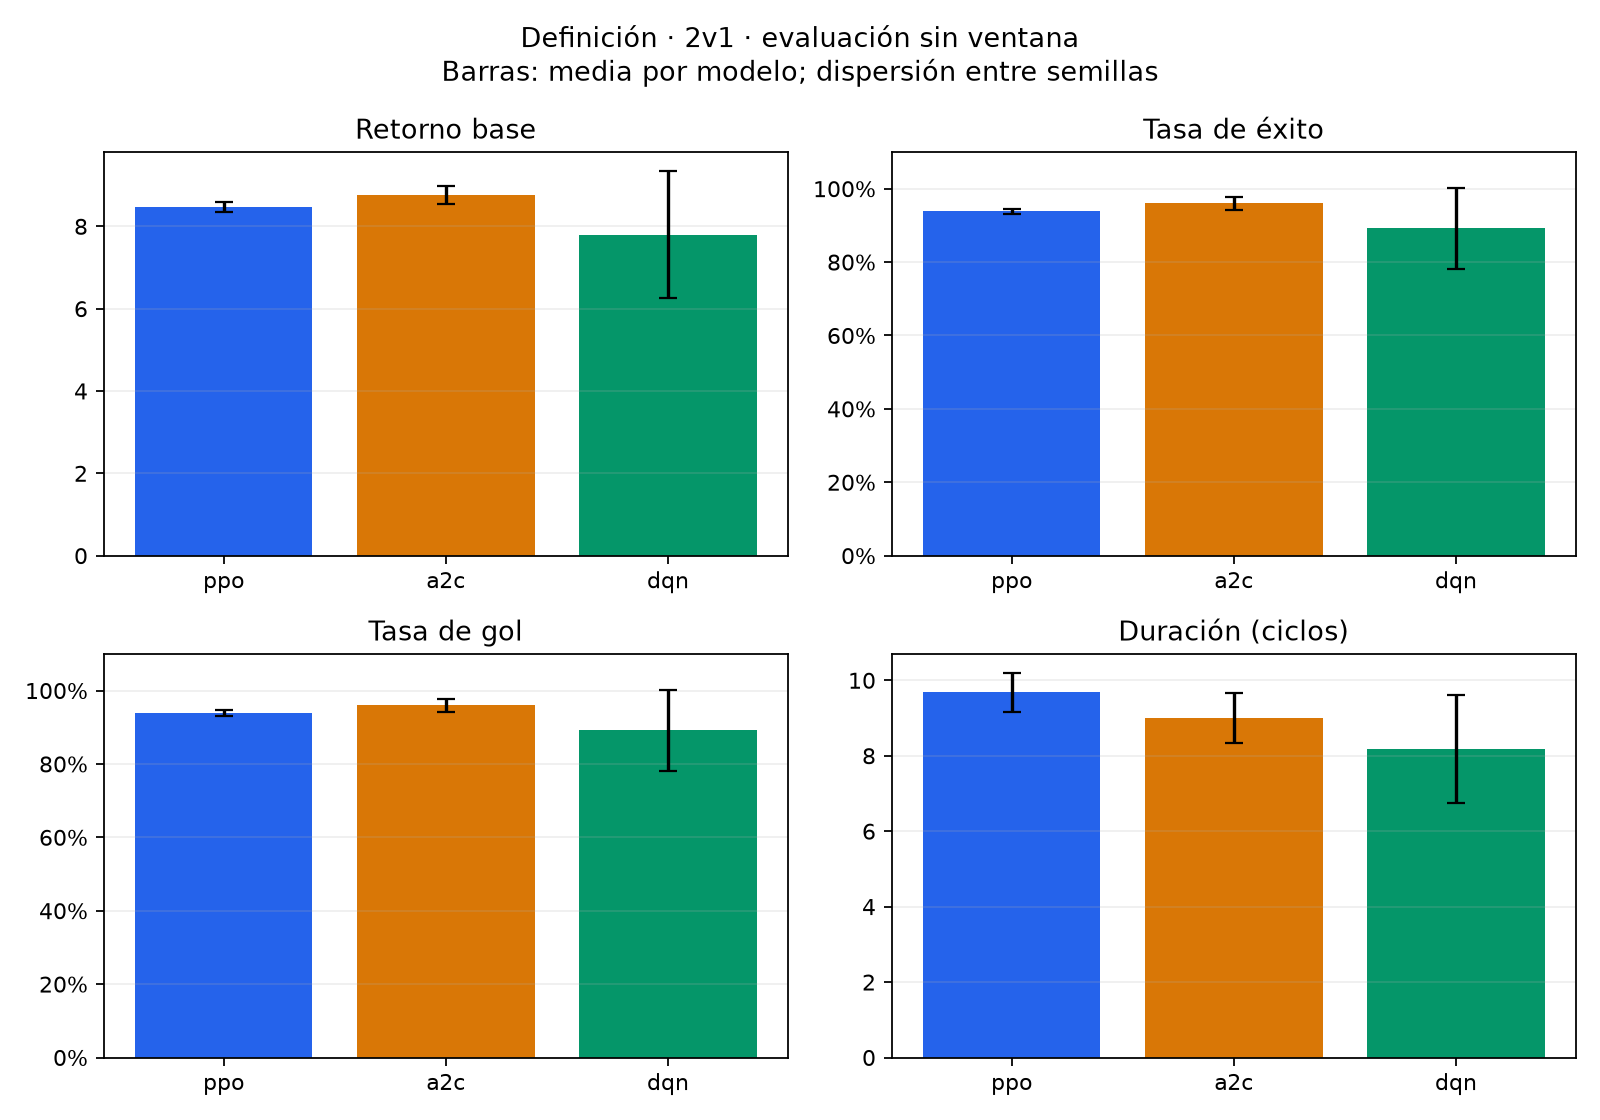 Definición · 2v1 · evaluación sin ventana
Barras: media por modelo; dispersión entre semillas
Retorno base
8
6
4
2
0
ppo
a2c
dqn
Tasa de éxito
100%
80%
60%
40%
20%
0%
ppo
a2c
dqn
Tasa de gol
100%
80%
60%
40%
20%
0%
ppo
a2c
dqn
Duración (ciclos)
10
8
6
4
2
0
ppo
a2c
dqn